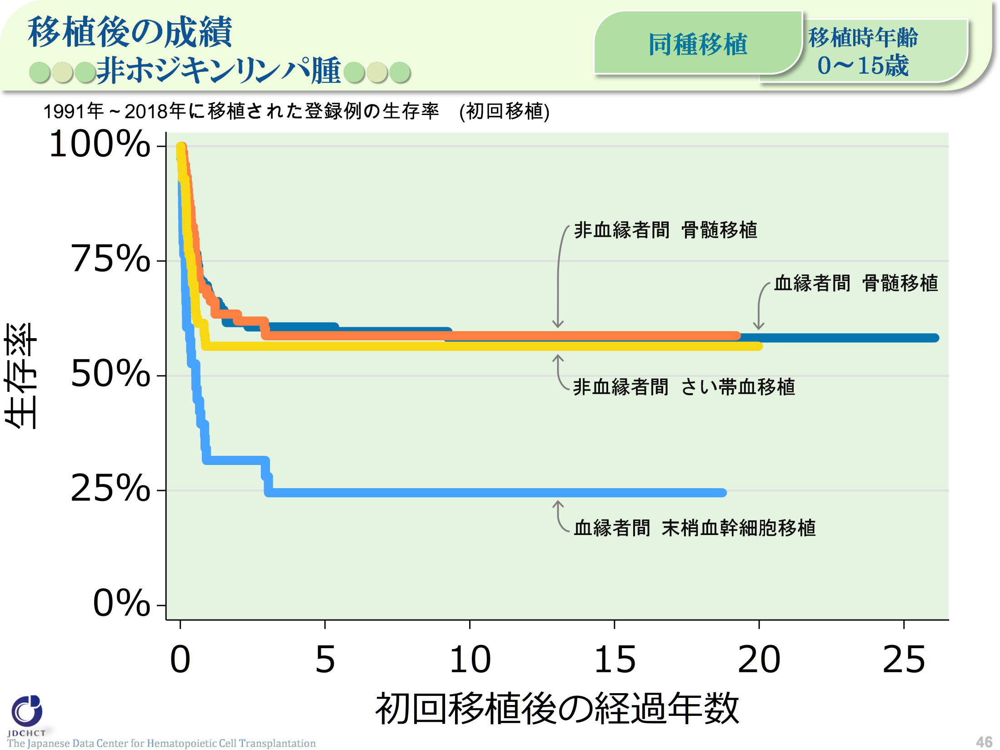 移植後の成績
非ホジキンリンパ腫
同種移植
移植時年齢
0～15歳
1991年～2018年に移植された登録例の生存率　(初回移植)
100%
75%
50%
25%
0%
生存率
非血縁者間 骨髄移植
血縁者間 骨髄移植
非血縁者間 さい帯血移植
血縁者間 末梢血幹細胞移植
0 5 10 15 20 25
初回移植後の経過年数
JDCHCT
The Japanese Data Center for Hematopoietic Cell Transplantation
46